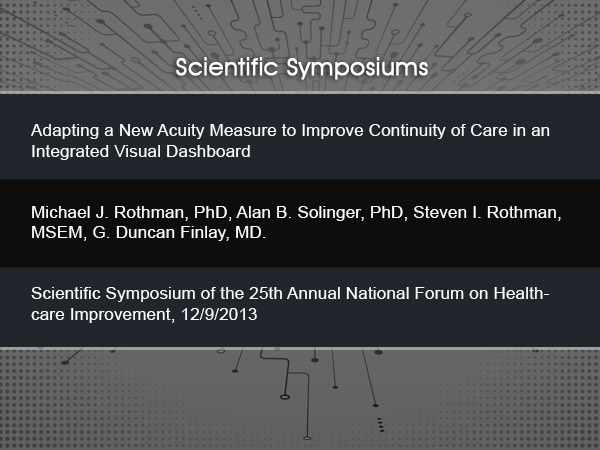 Scientific Symposiums
Adapting a New Acuity Measure to Improve Continuity of Care in an
Integrated Visual Dashboard
Michael J. Rothman, PhD, Alan B. Solinger, PhD, Steven I. Rothman,
MSEM, G. Duncan Finlay, MD.
Scientific Symposium of the 25th Annual National Forum on Health-
care Improvement, 12/9/2013